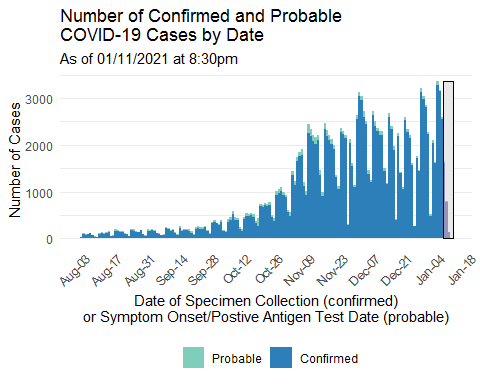 Number of Confirmed and Probable
COVID-19 Cases by Date
As of 01/11/2021 at 8:30pm
Number of Cases
3000
2000
1000
0
Aug-03
Aug-17
Aug-31
Sep-14
Sep-28
Oct-12
Oct-26
Nov-09
Nov-23
Dec-07
Dec-21
Jan-04
Jan-18
Date of Specimen Collection (confirmed)
or Symptom Onset/Postive Antigen Test Date (probable)
Probable
Confirmed